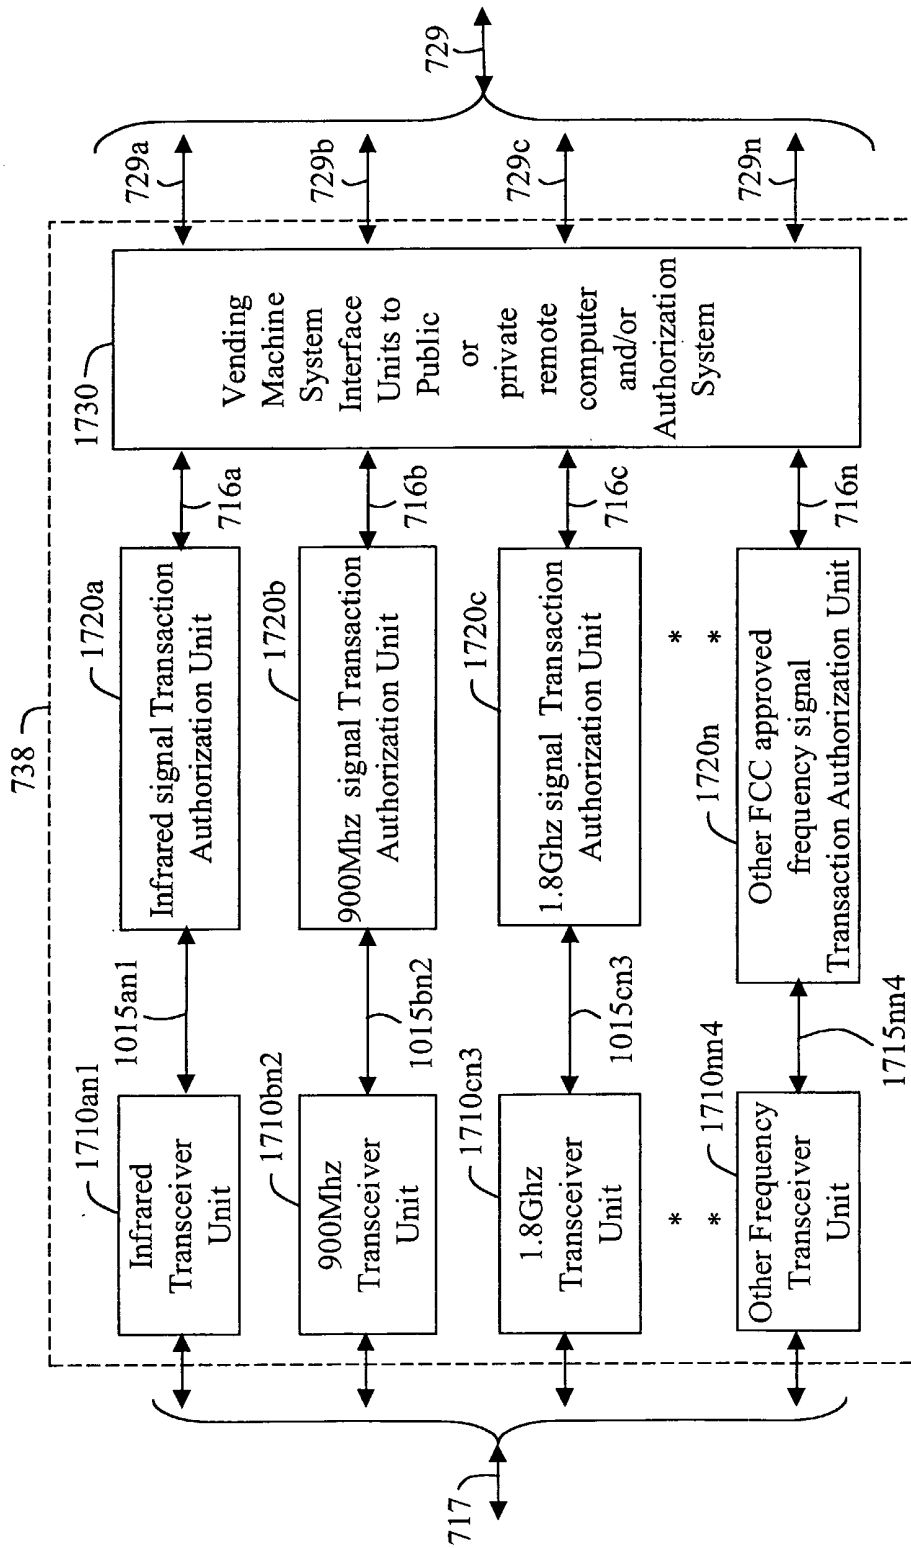 738
1710an1
Infrared
Transceiver
Unit
1015an1
1720a
Infrared signal Transaction
Authorization Unit
716a
729a
1710bn2
900Mhz
Transceiver
Unit
1015bn2
1720b
900Mhz signal Transaction
Authorization Unit
716b
729b
1710cn3
1.8Ghz
Transceiver
Unit
1015cn3
1720c
1.8Ghz signal Transaction
Authorization Unit
716c
729c
* *
* *
1710nn4
Other Frequency
Transceiver
Unit
1715nn4
1720n
Other FCC approved
frequency signal
Transaction Authorization Unit
716n
729n
1730
Vending
Machine
System
Interface
Units to
Public
or
private
remote
computer
and/or
Authorization
System
717
729